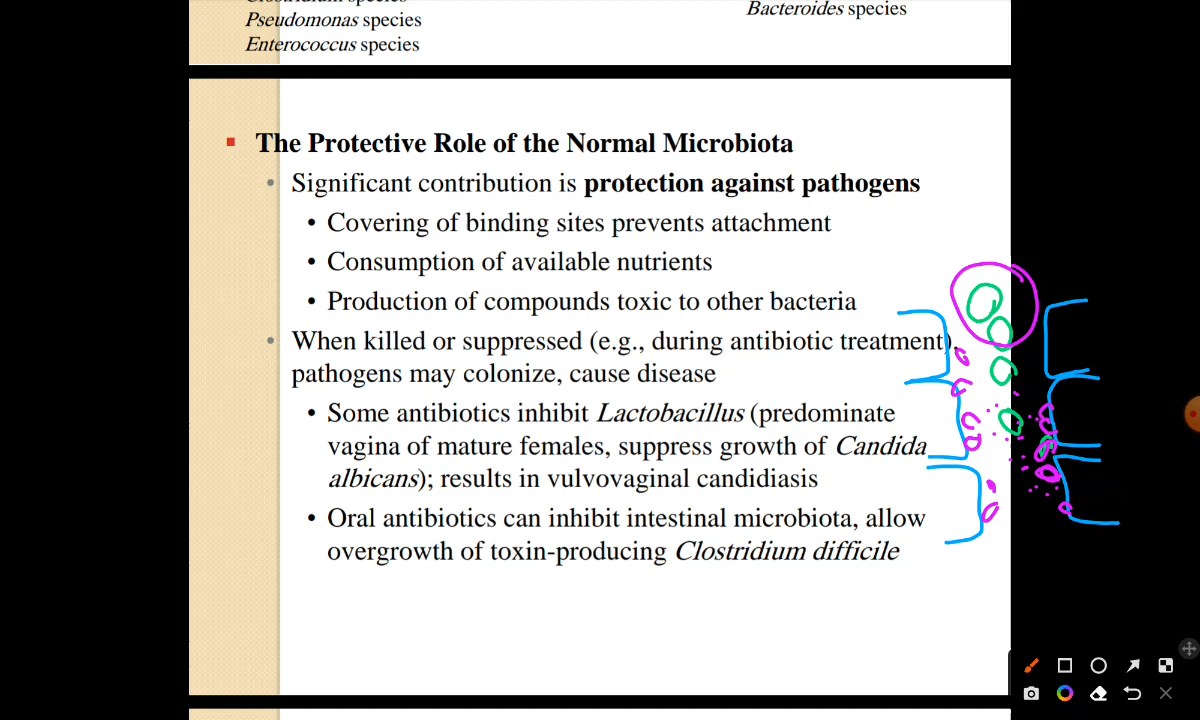 Pseudomonas species
Enterococcus species
Bacteroides species
The Protective Role of the Normal Microbiota
Significant contribution is protection against pathogens
• Covering of binding sites prevents attachment
• Consumption of available nutrients
• Production of compounds toxic to other bacteria
When killed or suppressed (e.g., during antibiotic treatment),
pathogens may colonize, cause disease
• Some antibiotics inhibit Lactobacillus (predominate
vagina of mature females, suppress growth of Candida
albicans); results in vulvovaginal candidiasis
• Oral antibiotics can inhibit intestinal microbiota, allow
overgrowth of toxin-producing Clostridium difficile